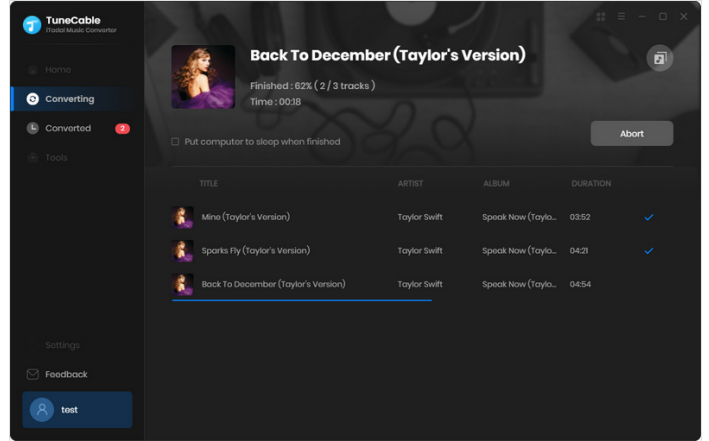 TuneCable
iTadal Music Converter
Home
Converting
Converted 2
Tools
Settings
Feedback
test
Back To December (Taylor's Version)
Finished : 62% ( 2 / 3 tracks )
Time : 00:18
Put computer to sleep when finished
Abort
TITLE ARTIST ALBUM DURATION
Mine (Taylor's Version) Taylor Swift Speak Now (Taylo... 03:52
Sparks Fly (Taylor's Version) Taylor Swift Speak Now (Taylo... 04:21
Back To December (Taylor's Version) Taylor Swift Speak Now (Taylo... 04:54